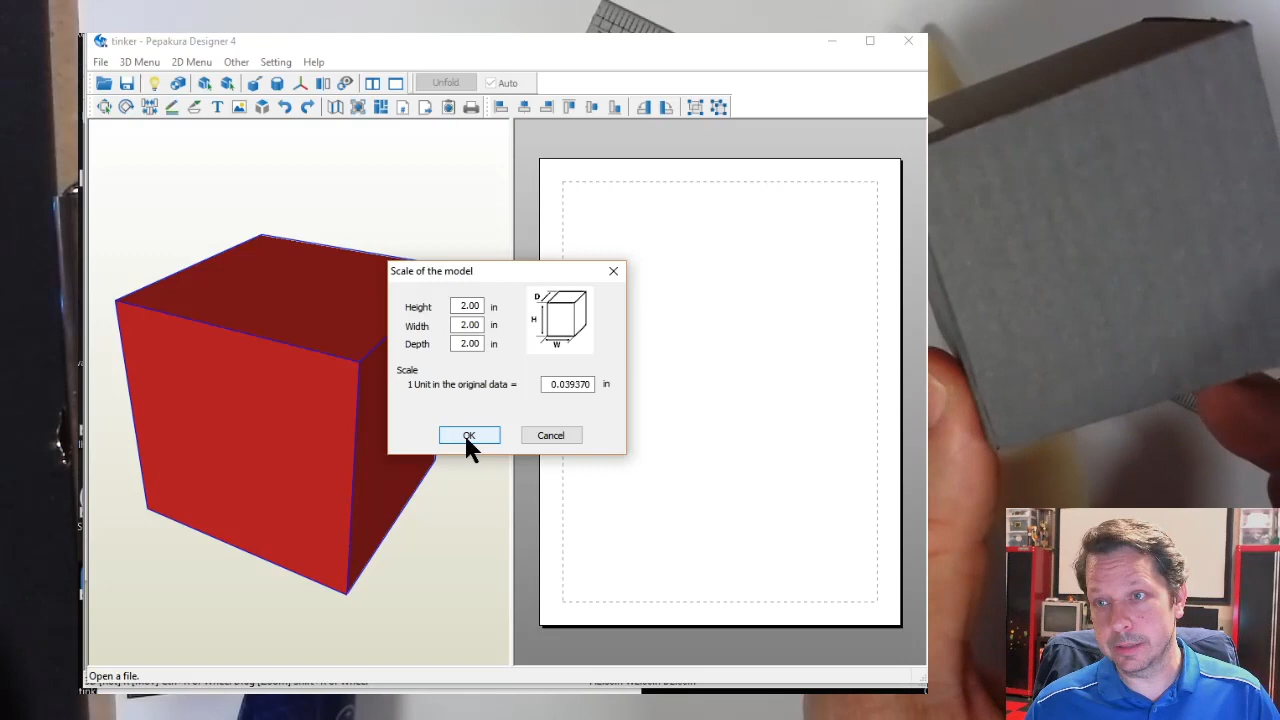 tinker - Pepakura Designer 4
File 3D Menu 2D Menu Other Setting Help
Unfold Auto
Scale of the model
Height 2.00 in
Width 2.00 in
Depth 2.00 in
D
H
W
Scale
1 Unit in the original data = 0.039370 in
OK Cancel
Open a file.